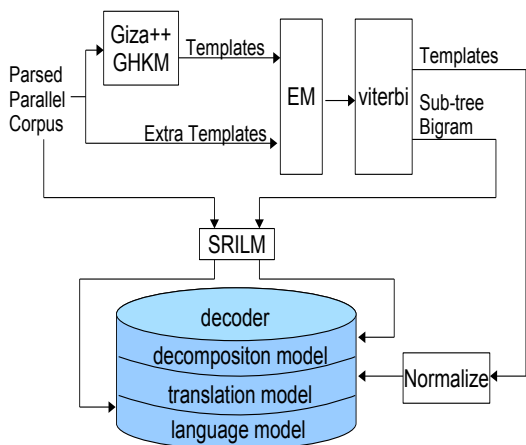 Giza++
GHKM
Templates
Templates
Parsed
Parallel
Corpus
EM
viterbi
Sub-tree
Bigram
Extra Templates
SRILM
decoder
decompositon model
translation model
language model
Normalize